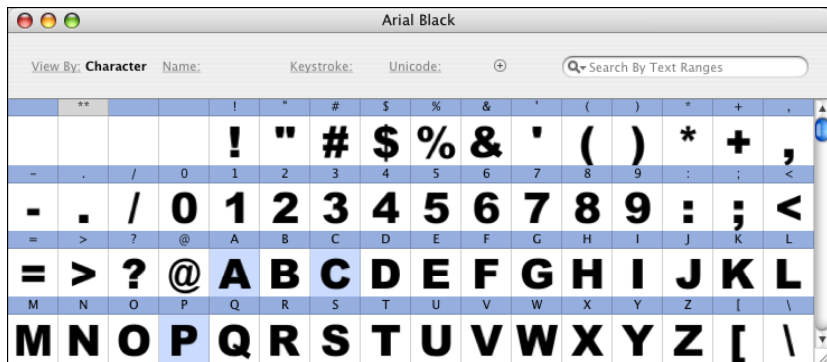 Arial Black
View By: Character Name: Keystroke: Unicode: Search By Text Ranges
** ! " # $ % & ' ( ) * + ,
! " # $ % & ' ( ) * + ,
- . / 0 1 2 3 4 5 6 7 8 9 : ; <
- . / 0 1 2 3 4 5 6 7 8 9 : ; <
= > ? @ A B C D E F G H I J K L
= > ? @ A B C D E F G H I J K L
M N O P Q R S T U V W X Y Z [ \
M N O P Q R S T U V W X Y Z [ \